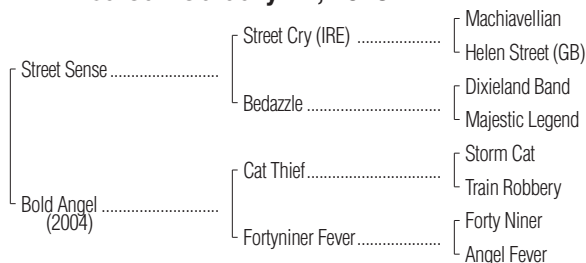 Machiavellian
Street Cry (IRE)
Helen Street (GB)
Street Sense
Dixieland Band
Bedazzle
Majestic Legend
Storm Cat
Cat Thief
Train Robbery
Bold Angel
(2004)
Forty Niner
Fortyniner Fever
Angel Fever